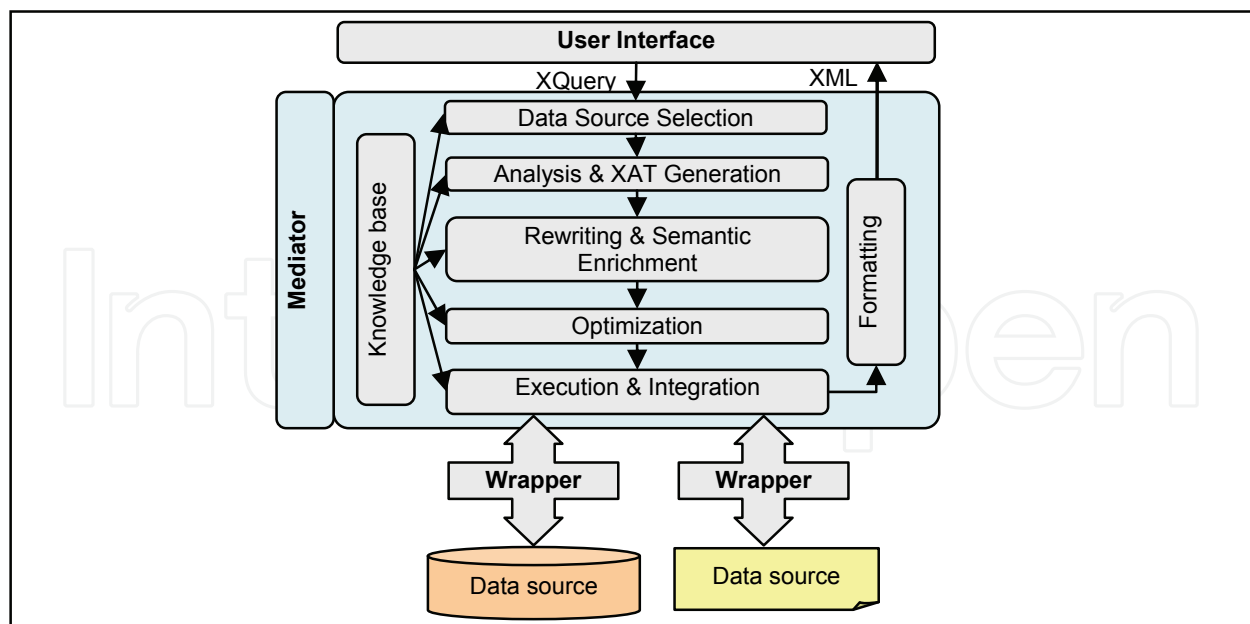 User Interface
XQuery
XML
Mediator
Knowledge base
Data Source Selection
Analysis & XAT Generation
Rewriting & Semantic
Enrichment
Optimization
Execution & Integration
Formatting
Wrapper
Wrapper
Data source
Data source